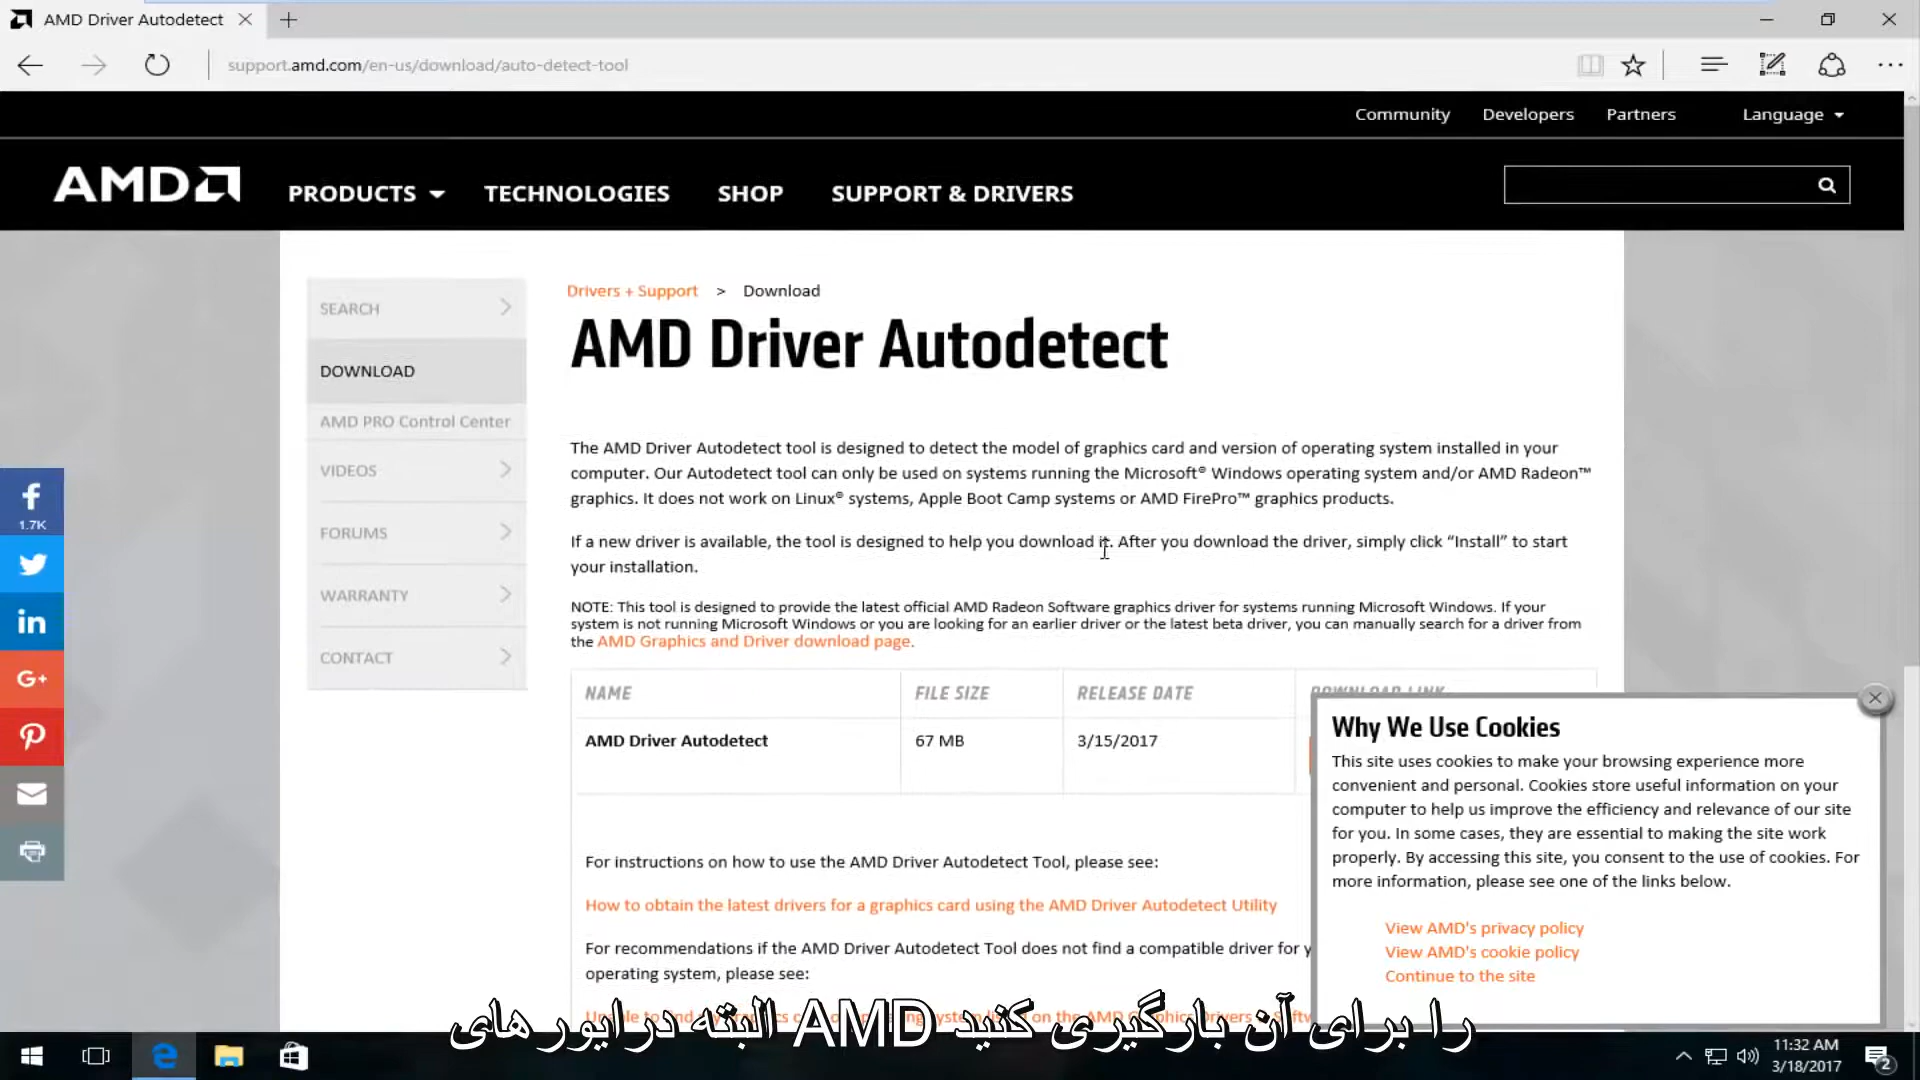 AMD Driver Autodetect
support.amd.com/en-us/download/auto-detect-tool
Community Developers Partners Language
AMD PRODUCTS TECHNOLOGIES SHOP SUPPORT & DRIVERS
SEARCH
DOWNLOAD
AMD PRO Control Center
VIDEOS
FORUMS
WARRANTY
CONTACT
1.7K
Drivers + Support > Download
AMD Driver Autodetect
The AMD Driver Autodetect tool is designed to detect the model of graphics card and version of operating system installed in your
computer. Our Autodetect tool can only be used on systems running the Microsoft® Windows operating system and/or AMD Radeon™
graphics. It does not work on Linux® systems, Apple Boot Camp systems or AMD FirePro™ graphics products.
If a new driver is available, the tool is designed to help you download it. After you download the driver, simply click “Install” to start
your installation.
NOTE: This tool is designed to provide the latest official AMD Radeon Software graphics driver for systems running Microsoft Windows. If your
system is not running Microsoft Windows or you are looking for an earlier driver or the latest beta driver, you can manually search for a driver from
the AMD Graphics and Driver download page.
NAME FILE SIZE RELEASE DATE DOWNLOAD LINK
AMD Driver Autodetect 67 MB 3/15/2017
For instructions on how to use the AMD Driver Autodetect Tool, please see:
How to obtain the latest drivers for a graphics card using the AMD Driver Autodetect Utility
For recommendations if the AMD Driver Autodetect Tool does not find a compatible driver for y
operating system, please see:
Why We Use Cookies
This site uses cookies to make your browsing experience more
convenient and personal. Cookies store useful information on your
computer to help us improve the efficiency and relevance of our site
for you. In some cases, they are essential to making the site work
properly. By accessing this site, you consent to the use of cookies. For
more information, please see one of the links below.
View AMD's privacy policy
View AMD's cookie policy
Continue to the site
را برای آن بارگیری کنید AMD البته درایور های
11:32 AM
3/18/2017
2